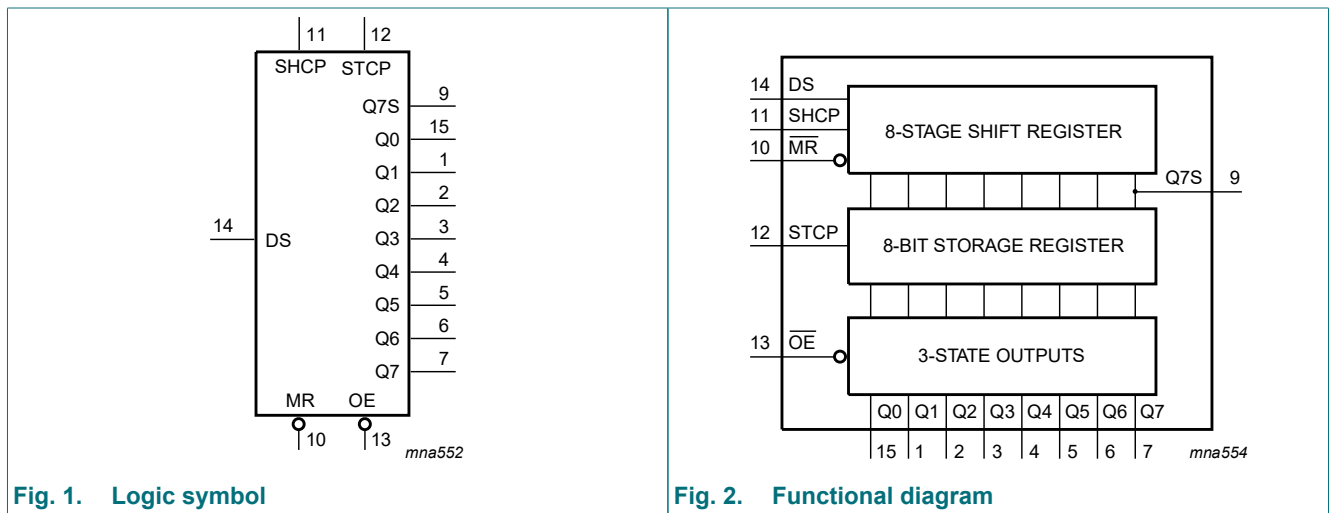 11 12
SHCP STCP
Q7S 9
Q0 15
Q1 1
Q2 2
14 DS
Q3 3
Q4 4
Q5 5
Q6 6
Q7 7
MR OE
10 13
mna552
Fig. 1. Logic symbol
14 DS
11 SHCP
10 MR
8-STAGE SHIFT REGISTER
Q7S 9
12 STCP
8-BIT STORAGE REGISTER
13 OE
3-STATE OUTPUTS
Q0 Q1 Q2 Q3 Q4 Q5 Q6 Q7
15 1 2 3 4 5 6 7
mna554
Fig. 2. Functional diagram